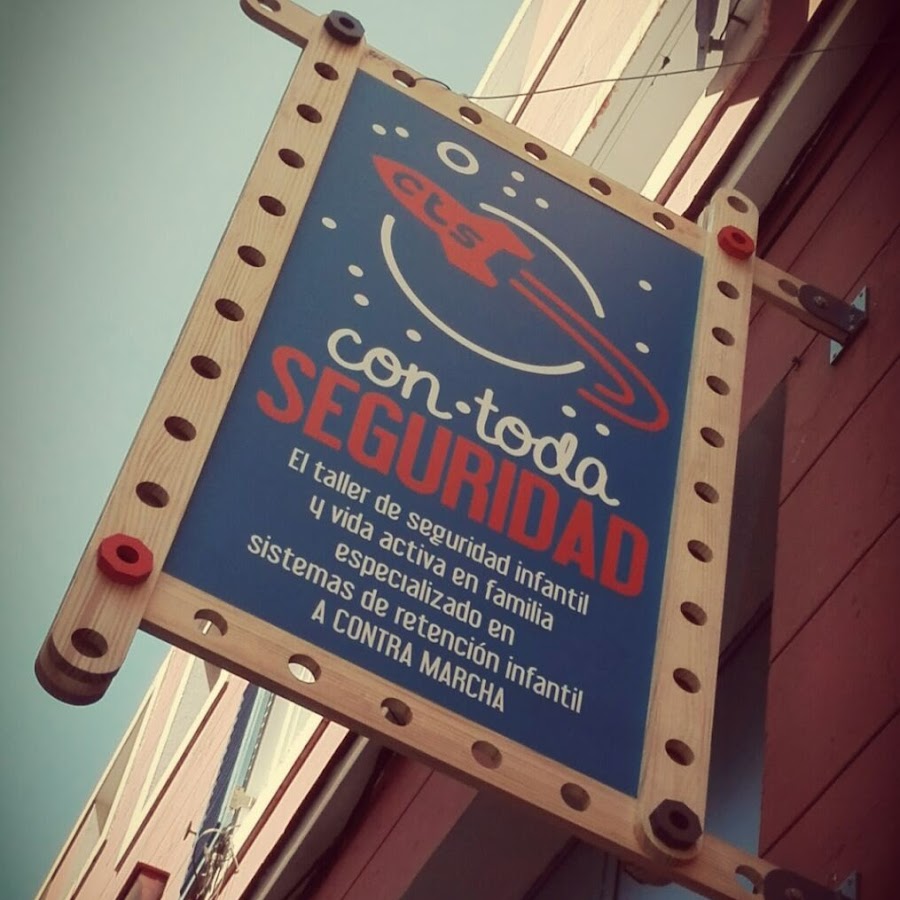 cts
con·toda
SEGURIDAD
El taller de seguridad infantil
y vida activa en familia
especializado en
sistemas de retención infantil
A CONTRA MARCHA